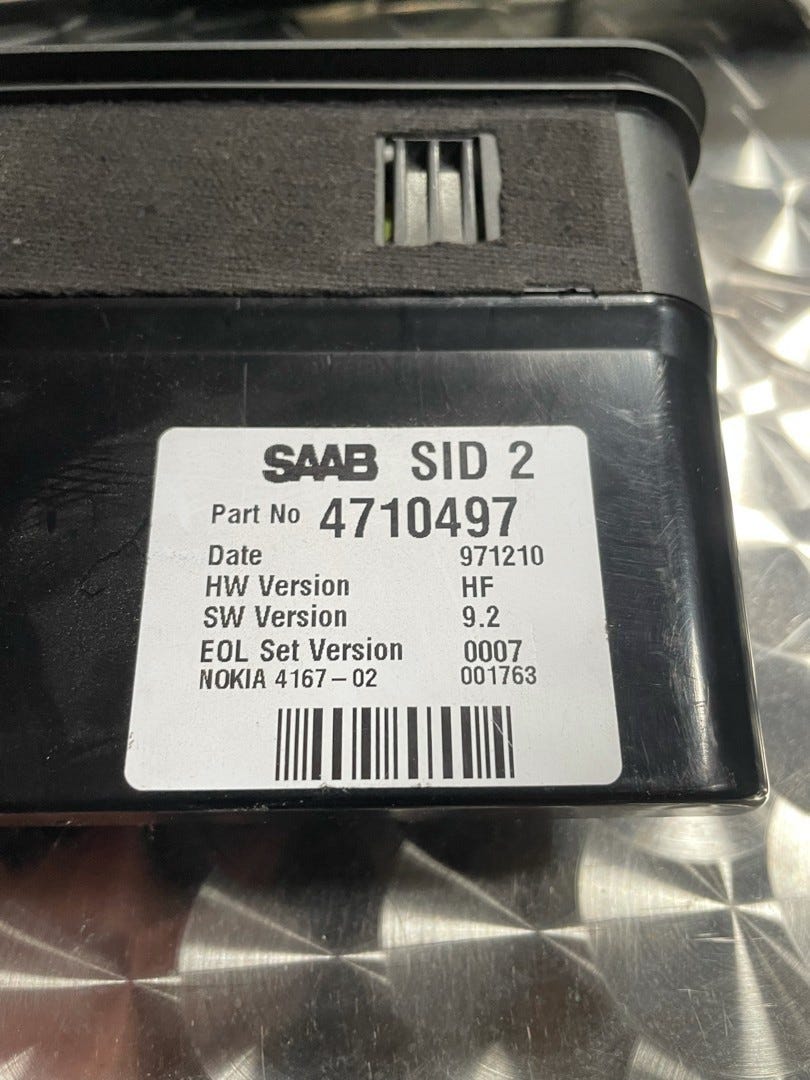 SAAB SID 2
Part No 4710497
Date 971210
HW Version HF
SW Version 9.2
EOL Set Version 0007
NOKIA 4167-02 001763